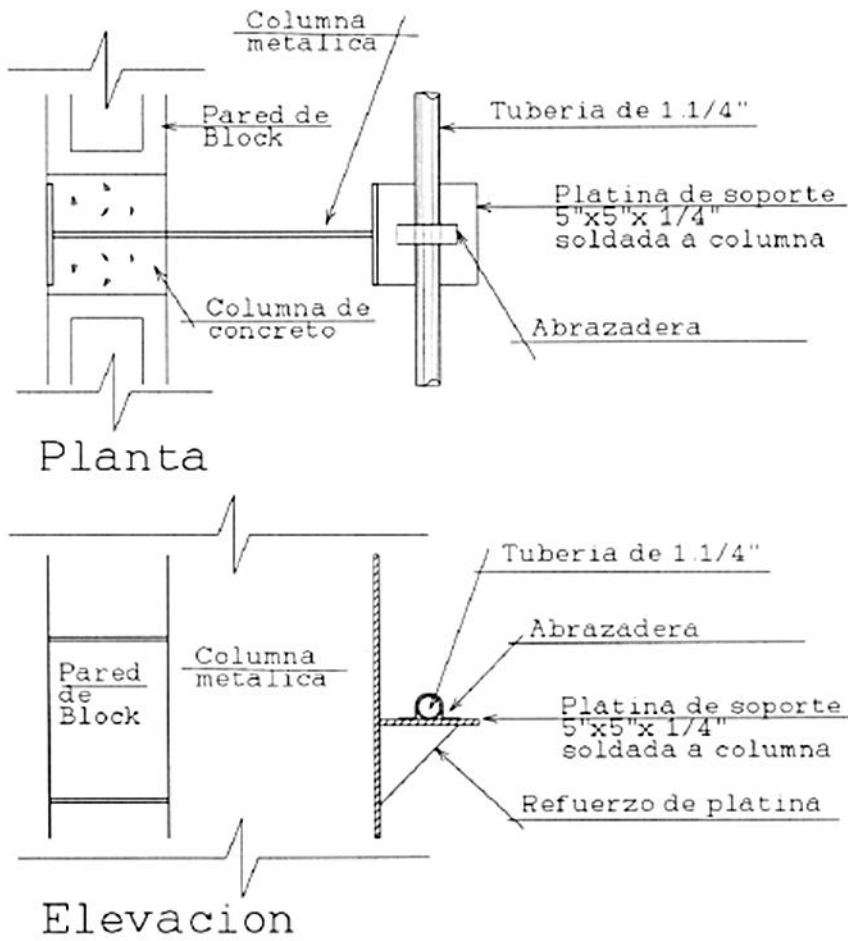 Columna
metalica
Pared de
Block
Tuberia de 1.1/4"
Platina de soporte
5"x5"x 1/4"
soldada a columna
Columna de
concreto
Abrazadera
Planta
Tuberia de 1.1/4"
Abrazadera
Columna
metalica
Pared
de
Block
Platina de soporte
5"x5"x 1/4"
soldada a columna
Refuerzo de platina
Elevacion